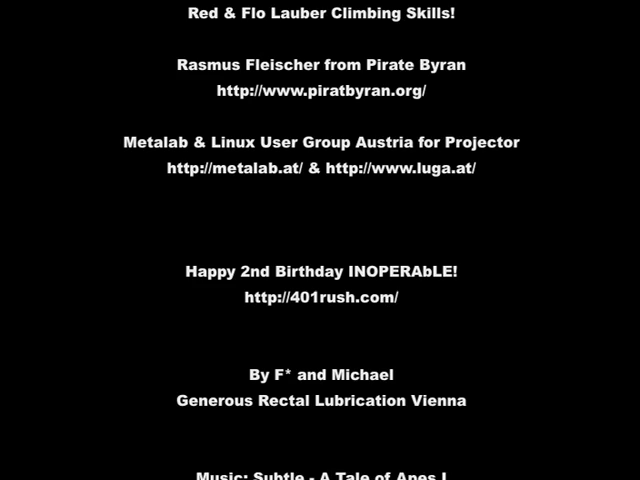 Red & Flo Lauber Climbing Skills!
Rasmus Fleischer from Pirate Byran
http://www.piratbyran.org/
Metalab & Linux User Group Austria for Projector
http://metalab.at/ & http://www.luga.at/
Happy 2nd Birthday INOPERAbLE!
http://401rush.com/
By F* and Michael
Generous Rectal Lubrication Vienna
Music: Subtle - A Tale of Apes I